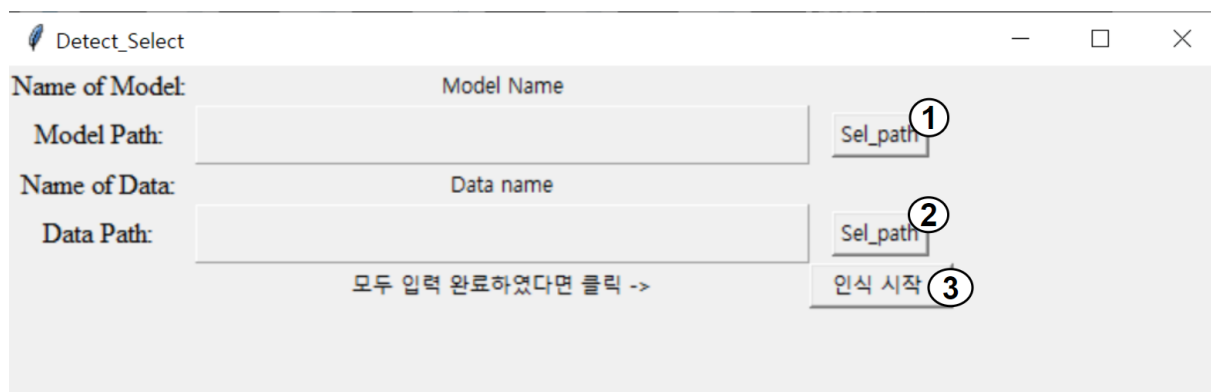 Detect_Select
Name of Model: Model Name
Model Path: Sel_path 1
Name of Data: Data name
Data Path: Sel_path 2
모두 입력 완료하였다면 클릭 -> 인식 시작 3